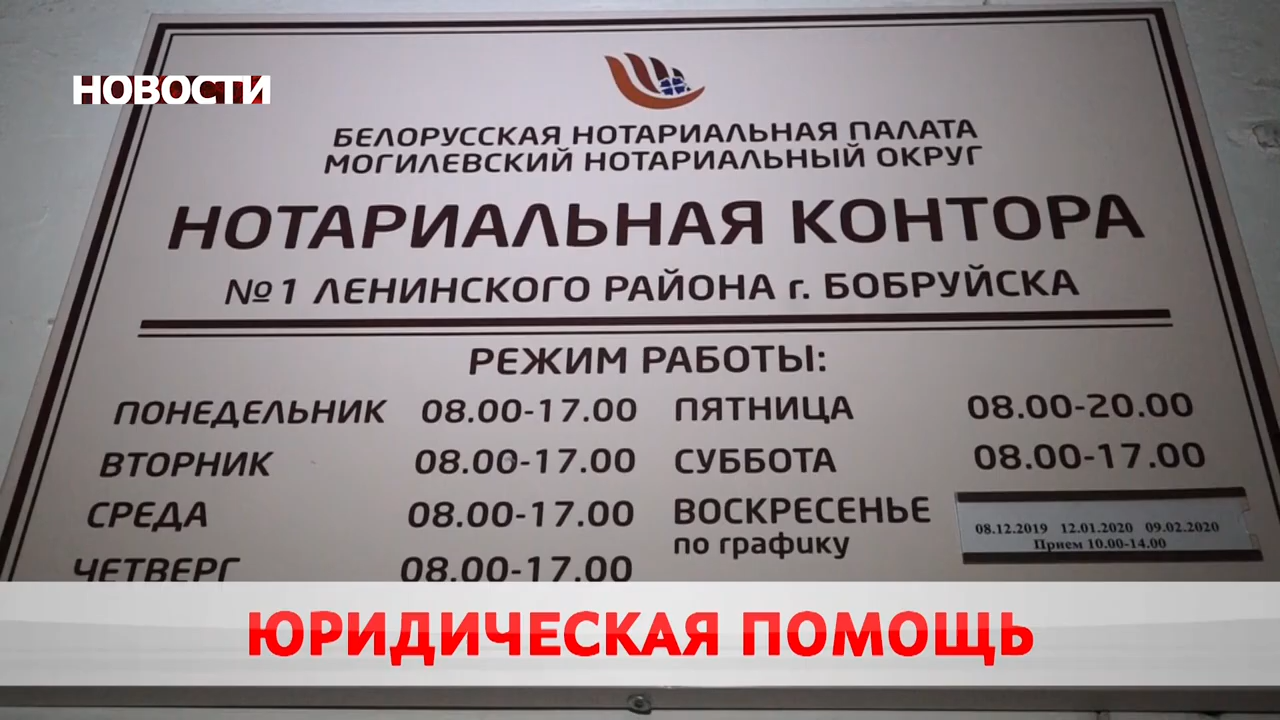 НОВОСТИ
БЕЛОРУССКАЯ НОТАРИАЛЬНАЯ ПАЛАТА
МОГИЛЕВСКИЙ НОТАРИАЛЬНЫЙ ОКРУГ
НОТАРИАЛЬНАЯ КОНТОРА
№1 ЛЕНИНСКОГО РАЙОНА г. БОБРУЙСКА
РЕЖИМ РАБОТЫ:
ПОНЕДЕЛЬНИК 08.00-17.00
ВТОРНИК 08.00-17.00
СРЕДА 08.00-17.00
ЧЕТВЕРГ 08.00-17.00
ПЯТНИЦА 08.00-20.00
СУББОТА 08.00-17.00
ВОСКРЕСЕНЬЕ
по графику
08.12.2019 12.01.2020 09.02.2020
Прием 10.00-14.00
ЮРИДИЧЕСКАЯ ПОМОЩЬ